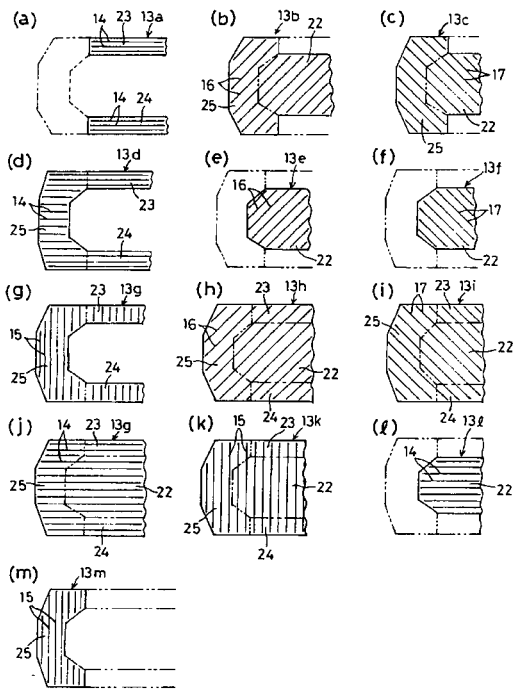 (a) 14 23 13a
14 24
(b) 13b 22
16
25
(c) 13c
17
22
25
(d) 13d
14
23
25
24
(e) 13e
16
22
(f) 13f
17
22
(g) 23 13g
15
24
25
(h) 23 13h
16
25
22
24
(i) 17 23 13i
25
22
24
(j) 23 13g
14
25 22
24
(k) 15 23 13k
22
25
24
(l) 13l
14
22
(m) 13m
15
25